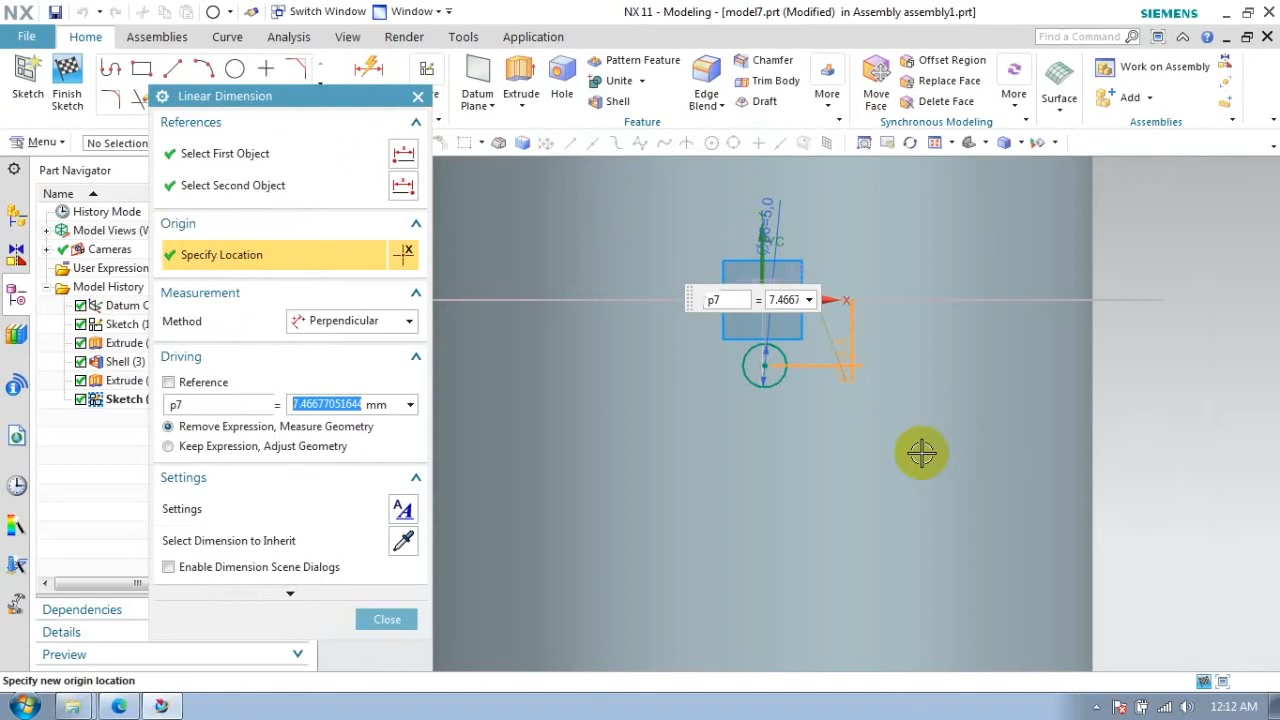 NX Switch Window Window NX 11 - Modeling - [model7.prt (Modified) in Assembly assembly1.prt] SIEMENS
File Home Assemblies Curve Analysis View Render Tools Application Find a Command
Sketch Finish Sketch Datum Plane Extrude Hole Pattern Feature Unite Shell Edge Blend Chamfer Trim Body Draft More Move Face Offset Region Replace Face Delete Face More Surface Work on Assembly Add
Feature Synchronous Modeling Assemblies
Menu No Selection
Linear Dimension
References
Select First Object
Select Second Object
Origin
Specify Location
Measurement
Method Perpendicular
Driving
Reference
p7 = 7.46677051644 mm
Remove Expression, Measure Geometry
Keep Expression, Adjust Geometry
Settings
Settings
Select Dimension to Inherit
Enable Dimension Scene Dialogs
Close
Part Navigator
Name
History Mode
Model Views (W
Cameras
User Expression
Model History
Datum C
Sketch (
Extrude (
Shell (3)
Extrude (
Sketch (
Dependencies
Details
Preview
YC
p7 = 7.4667
X
Specify new origin location
12:12 AM